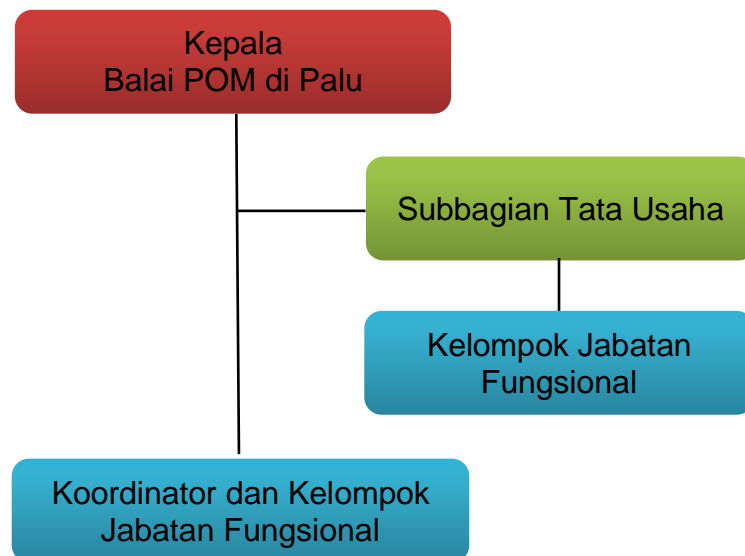 Kepala
Balai POM di Palu
Subbagian Tata Usaha
Kelompok Jabatan
Fungsional
Koordinator dan Kelompok
Jabatan Fungsional